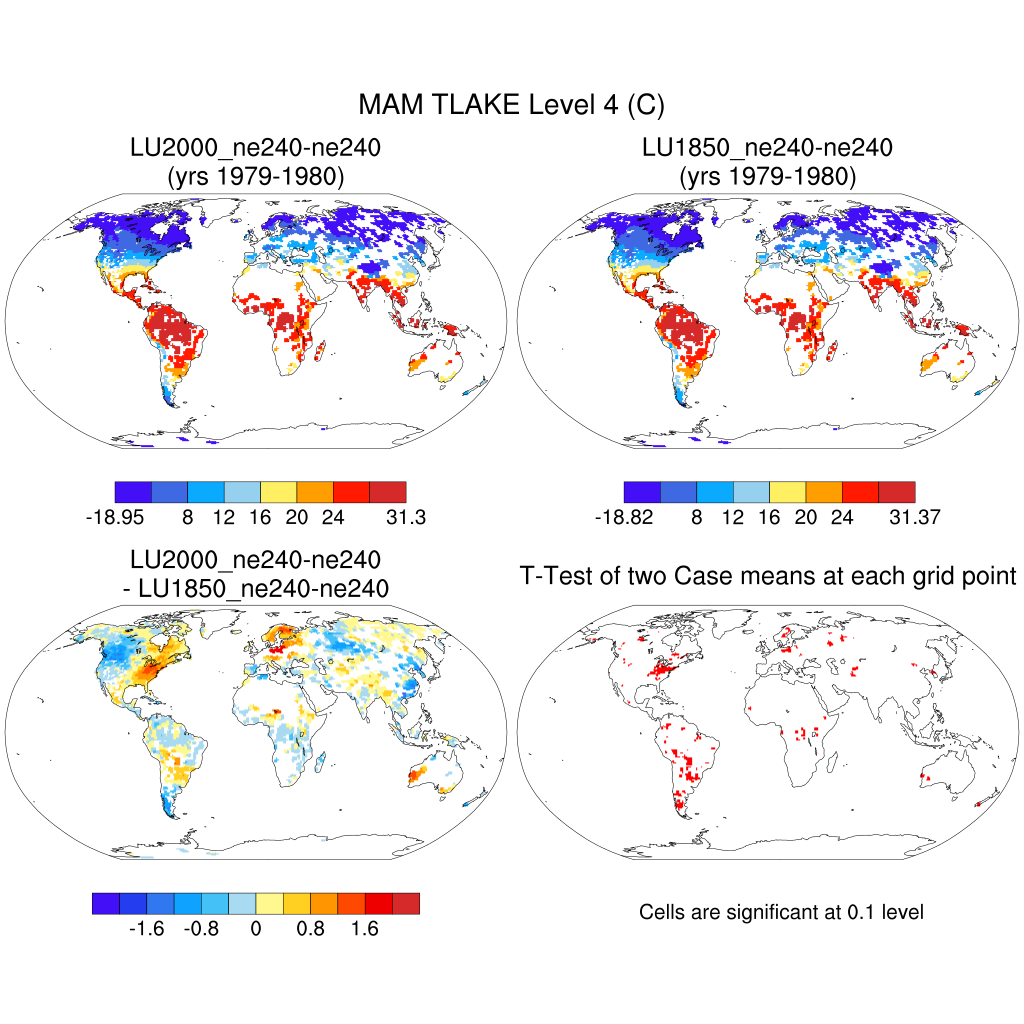 MAM TLAKE Level 4 (C)
LU2000_ne240-ne240
(yrs 1979-1980)
LU1850_ne240-ne240
(yrs 1979-1980)
-18.95 8 12 16 20 24 31.3
-18.82 8 12 16 20 24 31.37
LU2000_ne240-ne240
- LU1850_ne240-ne240
T-Test of two Case means at each grid point
-1.6 -0.8 0 0.8 1.6
Cells are significant at 0.1 level